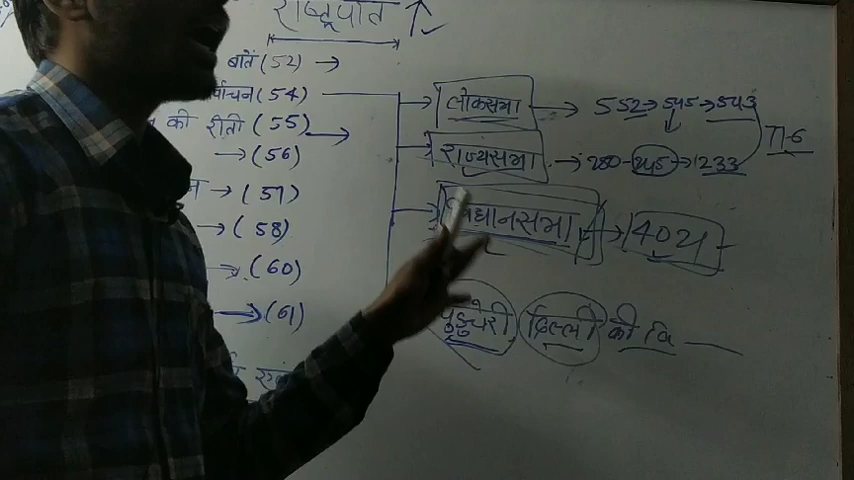 राष्ट्रपति ↑
बातें (52) →
र्वाचन (54)
की रीती (55) →
→ (56)
→ (57)
→ (58)
→ (60)
→ (61)
लोकसभा → 552 → 545 → 543
राज्यसभा → 250 - 245 → 233
776
विधानसभा → 4021
पुडुचेरी दिल्ली की वि